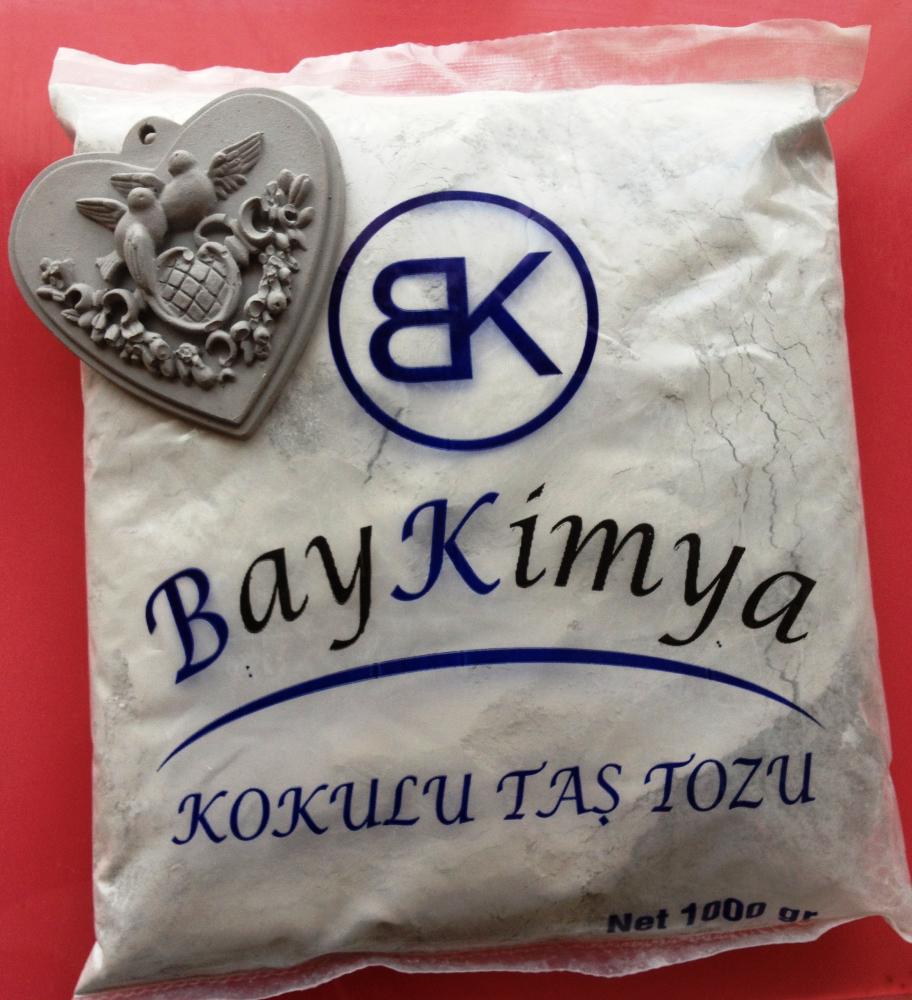 BK
BayKimya
KOKULU TAŞ TOZU
Net 1000 gr